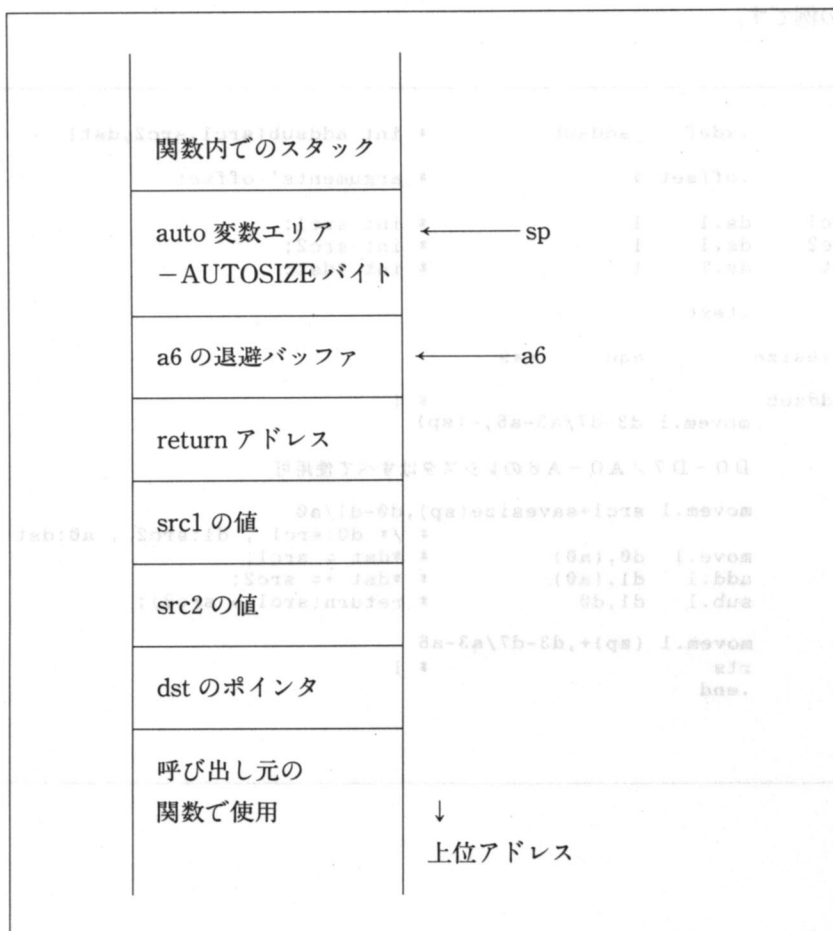 関数内でのスタック
auto 変数エリア ← sp
－AUTOSIZE バイト
a6 の退避バッファ ← a6
return アドレス
src1 の値
src2 の値
dst のポインタ
呼び出し元の
関数で使用 ↓
上位アドレス